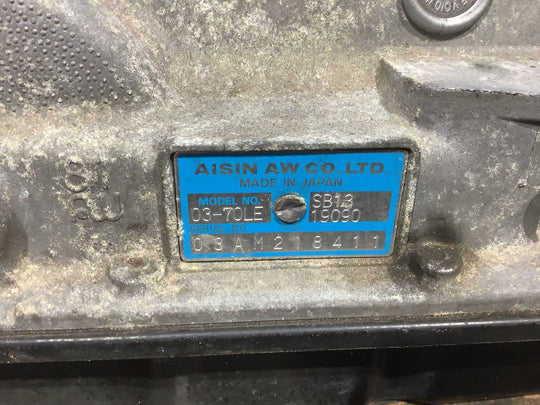 AISIN AW CO., LTD
MADE IN JAPAN
MODEL NO. SB13
03-70LE 19090
SERIAL NO.
03AM218411